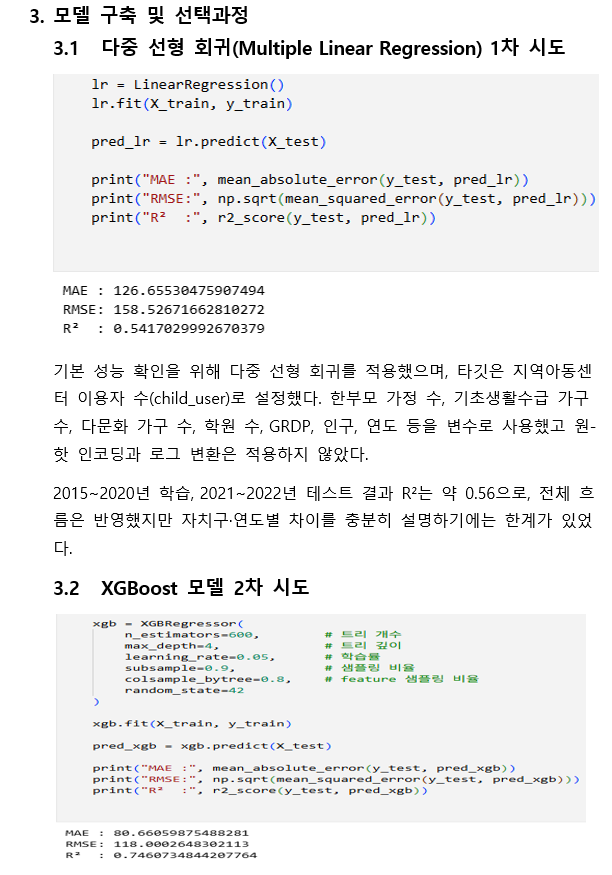 3. 모델 구축 및 선택과정
3.1 다중 선형 회귀(Multiple Linear Regression) 1차 시도
lr = LinearRegression()
lr.fit(X_train, y_train)
pred_lr = lr.predict(X_test)
print("MAE :", mean_absolute_error(y_test, pred_lr))
print("RMSE:", np.sqrt(mean_squared_error(y_test, pred_lr)))
print("R²  :", r2_score(y_test, pred_lr))
MAE : 126.65530475907494
RMSE: 158.52671662810272
R²  : 0.5417029992670379
기본 성능 확인을 위해 다중 선형 회귀를 적용했으며, 타깃은 지역아동센
터 이용자 수(child_user)로 설정했다. 한부모 가정 수, 기초생활수급 가구
수, 다문화 가구 수, 학원 수, GRDP, 인구, 연도 등을 변수로 사용했고 원-
핫 인코딩과 로그 변환은 적용하지 않았다.
2015~2020년 학습, 2021~2022년 테스트 결과 R²는 약 0.56으로, 전체 흐
름은 반영했지만 자치구·연도별 차이를 충분히 설명하기에는 한계가 있었
다.
3.2 XGBoost 모델 2차 시도
xgb = XGBRegressor(
n_estimators=600, # 트리 개수
max_depth=4, # 트리 깊이
learning_rate=0.05, # 학습률
subsample=0.9, # 샘플링 비율
colsample_bytree=0.8, # feature 샘플링 비율
random_state=42
)
xgb.fit(X_train, y_train)
pred_xgb = xgb.predict(X_test)
print("MAE :", mean_absolute_error(y_test, pred_xgb))
print("RMSE:", np.sqrt(mean_squared_error(y_test, pred_xgb)))
print("R²  :", r2_score(y_test, pred_xgb))
MAE : 80.66059875488281
RMSE: 118.0002648302113
R²  : 0.7460734844207764